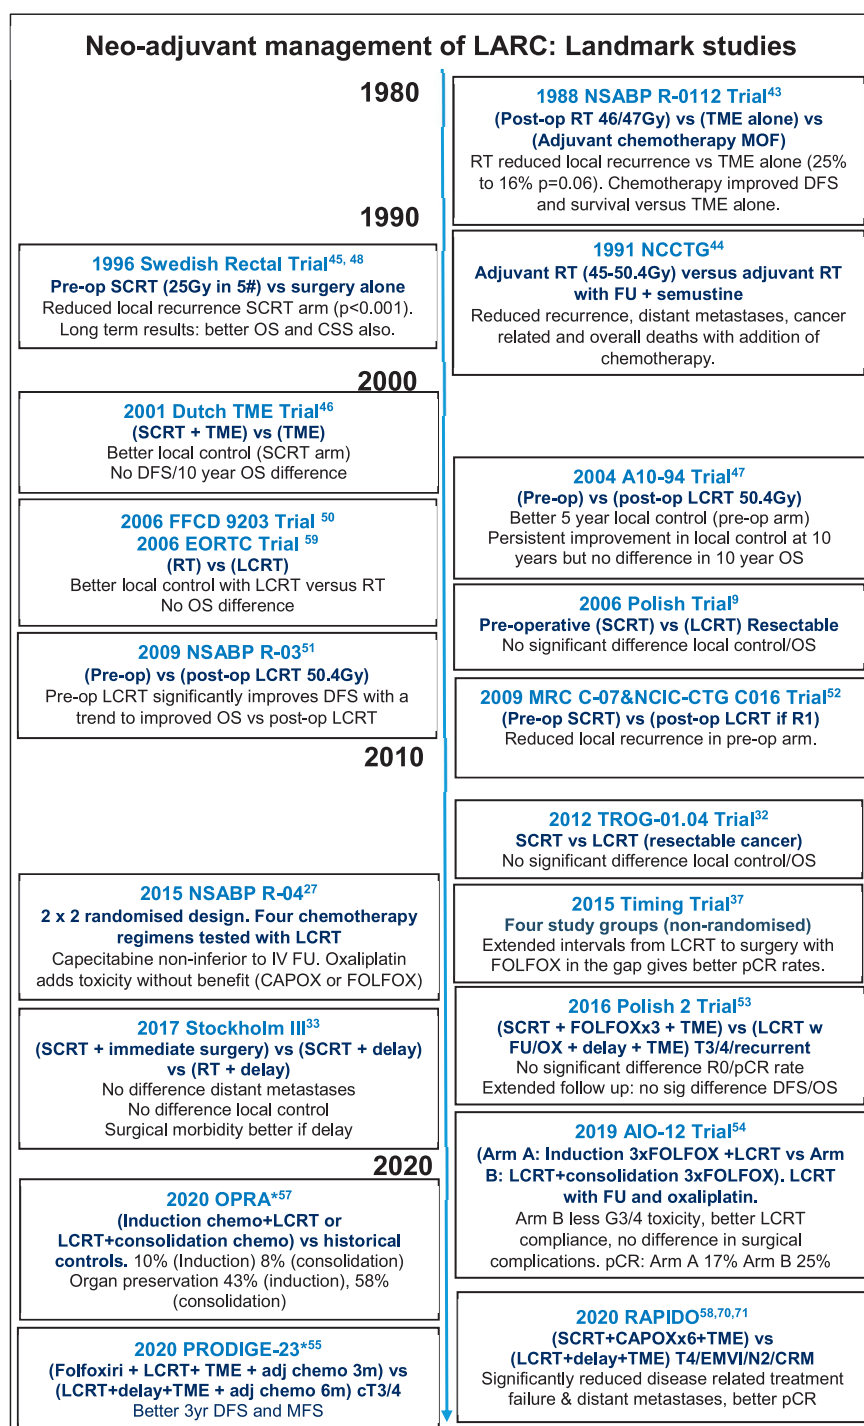 Neo-adjuvant management of LARC: Landmark studies
1980
1988 NSABP R-0112 Trial43
(Post-op RT 46/47Gy) vs (TME alone) vs
(Adjuvant chemotherapy MOF)
RT reduced local recurrence vs TME alone (25%
to 16% p=0.06). Chemotherapy improved DFS
and survival versus TME alone.
1990
1996 Swedish Rectal Trial45, 48
Pre-op SCRT (25Gy in 5#) vs surgery alone
Reduced local recurrence SCRT arm (p<0.001).
Long term results: better OS and CSS also.
1991 NCCTG44
Adjuvant RT (45-50.4Gy) versus adjuvant RT
with FU + semustine
Reduced recurrence, distant metastases, cancer
related and overall deaths with addition of
chemotherapy.
2000
2001 Dutch TME Trial46
(SCRT + TME) vs (TME)
Better local control (SCRT arm)
No DFS/10 year OS difference
2004 A10-94 Trial47
(Pre-op) vs (post-op LCRT 50.4Gy)
Better 5 year local control (pre-op arm)
Persistent improvement in local control at 10
years but no difference in 10 year OS
2006 FFCD 9203 Trial 50
2006 EORTC Trial 59
(RT) vs (LCRT)
Better local control with LCRT versus RT
No OS difference
2006 Polish Trial9
Pre-operative (SCRT) vs (LCRT) Resectable
No significant difference local control/OS
2009 NSABP R-0351
(Pre-op) vs (post-op LCRT 50.4Gy)
Pre-op LCRT significantly improves DFS with a
trend to improved OS vs post-op LCRT
2009 MRC C-07&NCIC-CTG C016 Trial52
(Pre-op SCRT) vs (post-op LCRT if R1)
Reduced local recurrence in pre-op arm.
2010
2012 TROG-01.04 Trial32
SCRT vs LCRT (resectable cancer)
No significant difference local control/OS
2015 NSABP R-0427
2 x 2 randomised design. Four chemotherapy
regimens tested with LCRT
Capecitabine non-inferior to IV FU. Oxaliplatin
adds toxicity without benefit (CAPOX or FOLFOX)
2015 Timing Trial37
Four study groups (non-randomised)
Extended intervals from LCRT to surgery with
FOLFOX in the gap gives better pCR rates.
2016 Polish 2 Trial53
(SCRT + FOLFOXx3 + TME) vs (LCRT w
FU/OX + delay + TME) T3/4/recurrent
No significant difference R0/pCR rate
Extended follow up: no sig difference DFS/OS
2017 Stockholm III33
(SCRT + immediate surgery) vs (SCRT + delay)
vs (RT + delay)
No difference distant metastases
No difference local control
Surgical morbidity better if delay
2019 AIO-12 Trial54
(Arm A: Induction 3xFOLFOX +LCRT vs Arm
B: LCRT+consolidation 3xFOLFOX). LCRT
with FU and oxaliplatin.
Arm B less G3/4 toxicity, better LCRT
compliance, no difference in surgical
complications. pCR: Arm A 17% Arm B 25%
2020
2020 OPRA*57
(Induction chemo+LCRT or
LCRT+consolidation chemo) vs historical
controls. 10% (Induction) 8% (consolidation)
Organ preservation 43% (induction), 58%
(consolidation)
2020 RAPIDO58,70,71
(SCRT+CAPOXx6+TME) vs
(LCRT+delay+TME) T4/EMVI/N2/CRM
Significantly reduced disease related treatment
failure & distant metastases, better pCR
2020 PRODIGE-23*55
(Folfoxiri + LCRT+ TME + adj chemo 3m) vs
(LCRT+delay+TME + adj chemo 6m) cT3/4
Better 3yr DFS and MFS